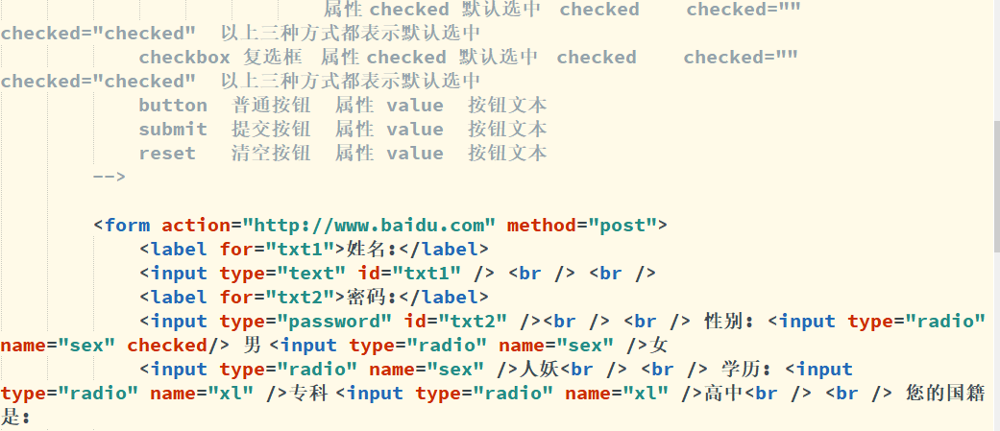 属性 checked 默认选中 checked checked=""
checked="checked" 以上三种方式都表示默认选中
checkbox 复选框 属性 checked 默认选中 checked checked=""
checked="checked" 以上三种方式都表示默认选中
button 普通按钮 属性 value 按钮文本
submit 提交按钮 属性 value 按钮文本
reset 清空按钮 属性 value 按钮文本
-->
<form action="http://www.baidu.com" method="post">
<label for="txt1">姓名:</label>
<input type="text" id="txt1" /> <br /> <br />
<label for="txt2">密码:</label>
<input type="password" id="txt2" /><br /> <br /> 性别: <input type="radio"
name="sex" checked/> 男 <input type="radio" name="sex" />女
<input type="radio" name="sex" />人妖<br /> <br /> 学历: <input
type="radio" name="xl" />专科 <input type="radio" name="xl" />高中<br /> <br /> 您的国籍
是: